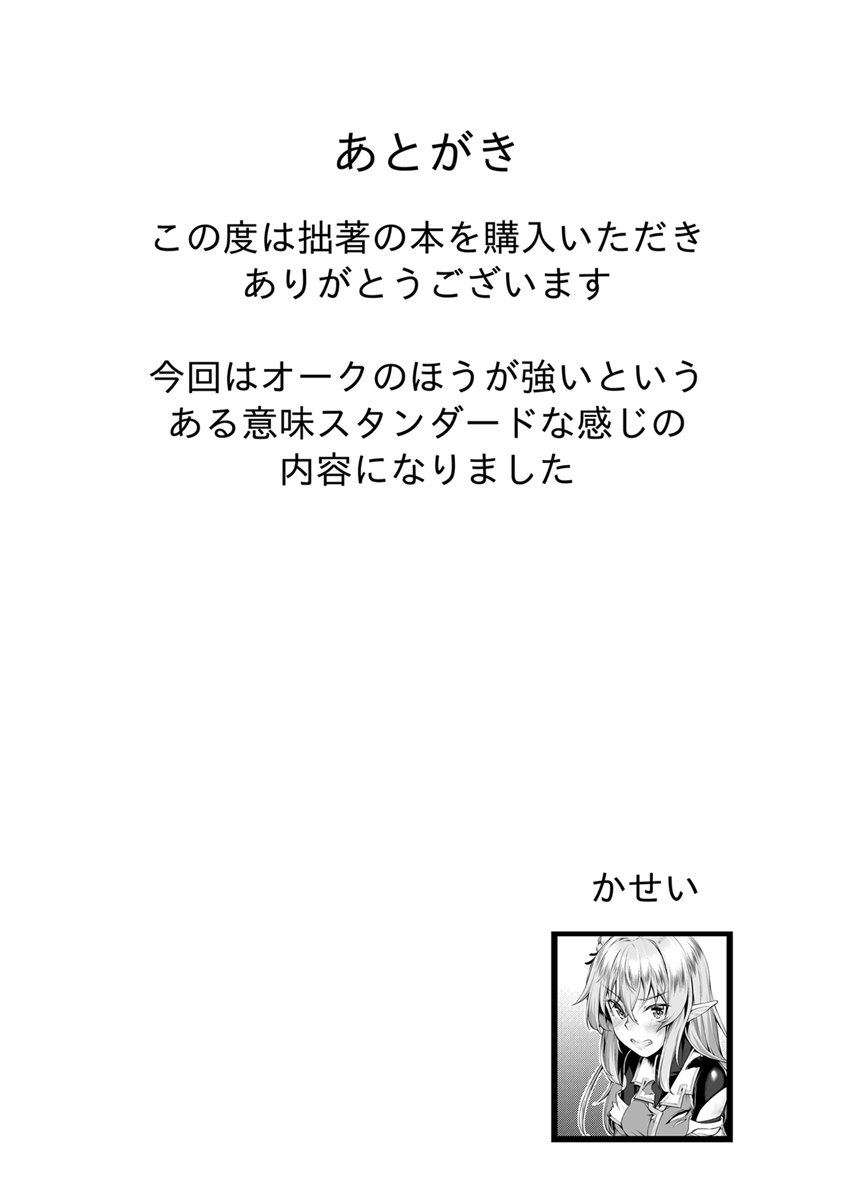 あとがき
この度は拙著の本を購入いただき
ありがとうございます
今回はオークのほうが強いという
ある意味スタンダードな感じの
内容になりました
かせい